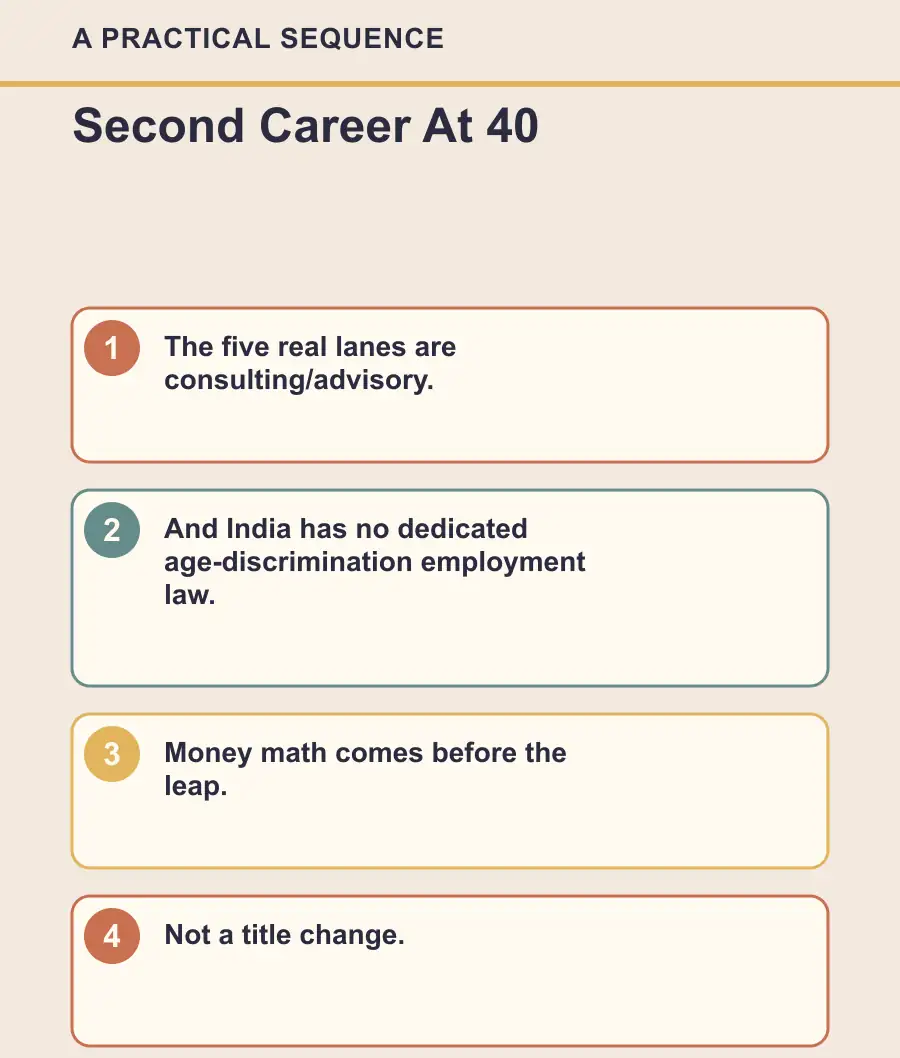 A PRACTICAL SEQUENCE
Second Career At 40
1
The five real lanes are
consulting/advisory.
2
And India has no dedicated
age-discrimination employment
law.
3
Money math comes before the
leap.
4
Not a title change.